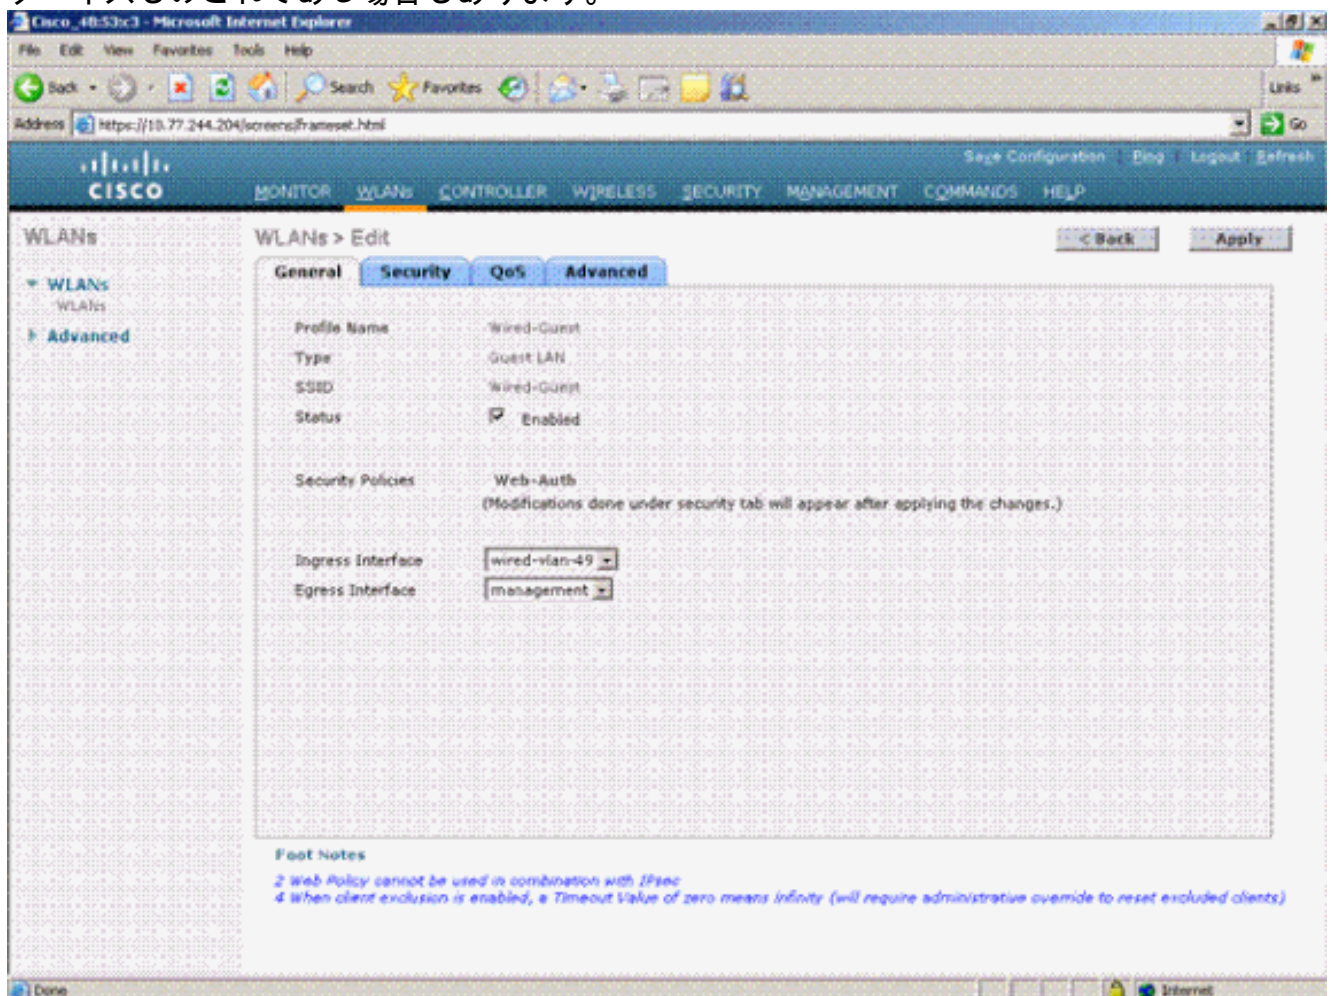 Cisco_48:53:c3 - Microsoft Internet Explorer
File Edit View Favorites Tools Help
Back Search Favorites Links »
Address https://10.77.244.204/screens/frameset.html Go
Save Configuration Ping Logout Refresh
CISCO MONITOR WLANs CONTROLLER WIRELESS SECURITY MANAGEMENT COMMANDS HELP
WLANs
WLANs
WLANs
Advanced
WLANs > Edit < Back Apply
General Security QoS Advanced
Profile Name Wired-Guest
Type Guest LAN
SSID Wired-Guest
Status Enabled
Security Policies Web-Auth
(Modifications done under security tab will appear after applying the changes.)
Ingress Interface wired-vlan-49
Egress Interface management
Foot Notes
2 Web Policy cannot be used in combination with IPsec
4 When client exclusion is enabled, a Timeout Value of zero means infinity (will require administrative override to reset excluded clients)
Done Internet